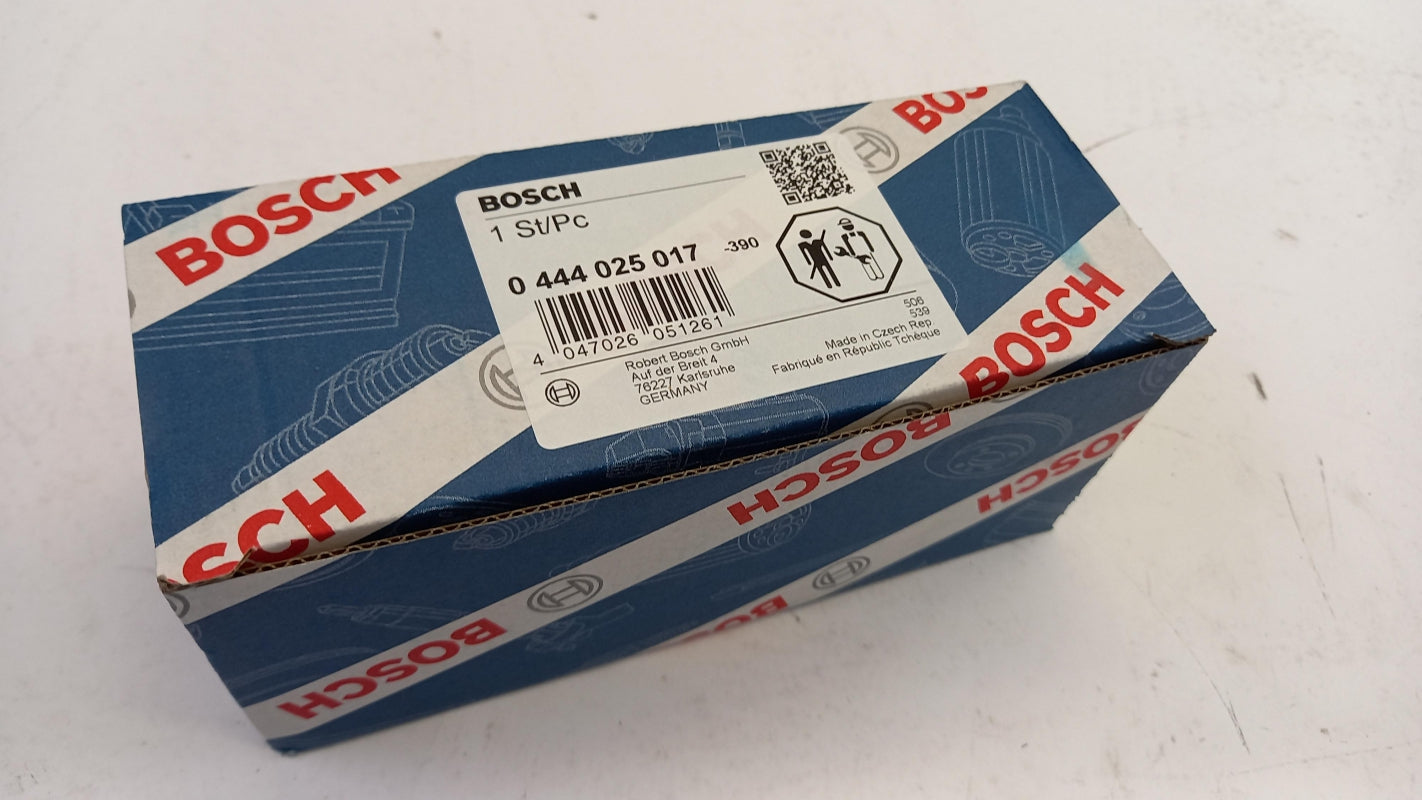 BOSCH
BOSCH
BOSCH
1 St/Pc
0 444 025 017 -390
4 047026 051261
506
539
Robert Bosch GmbH
Auf der Breit 4
76227 Karlsruhe
GERMANY
Made in Czech Rep.
Fabriqué en République Tchèque
BOSCH
BOSCH
BOSCH
BOSCH
BOSCH
BOSCH